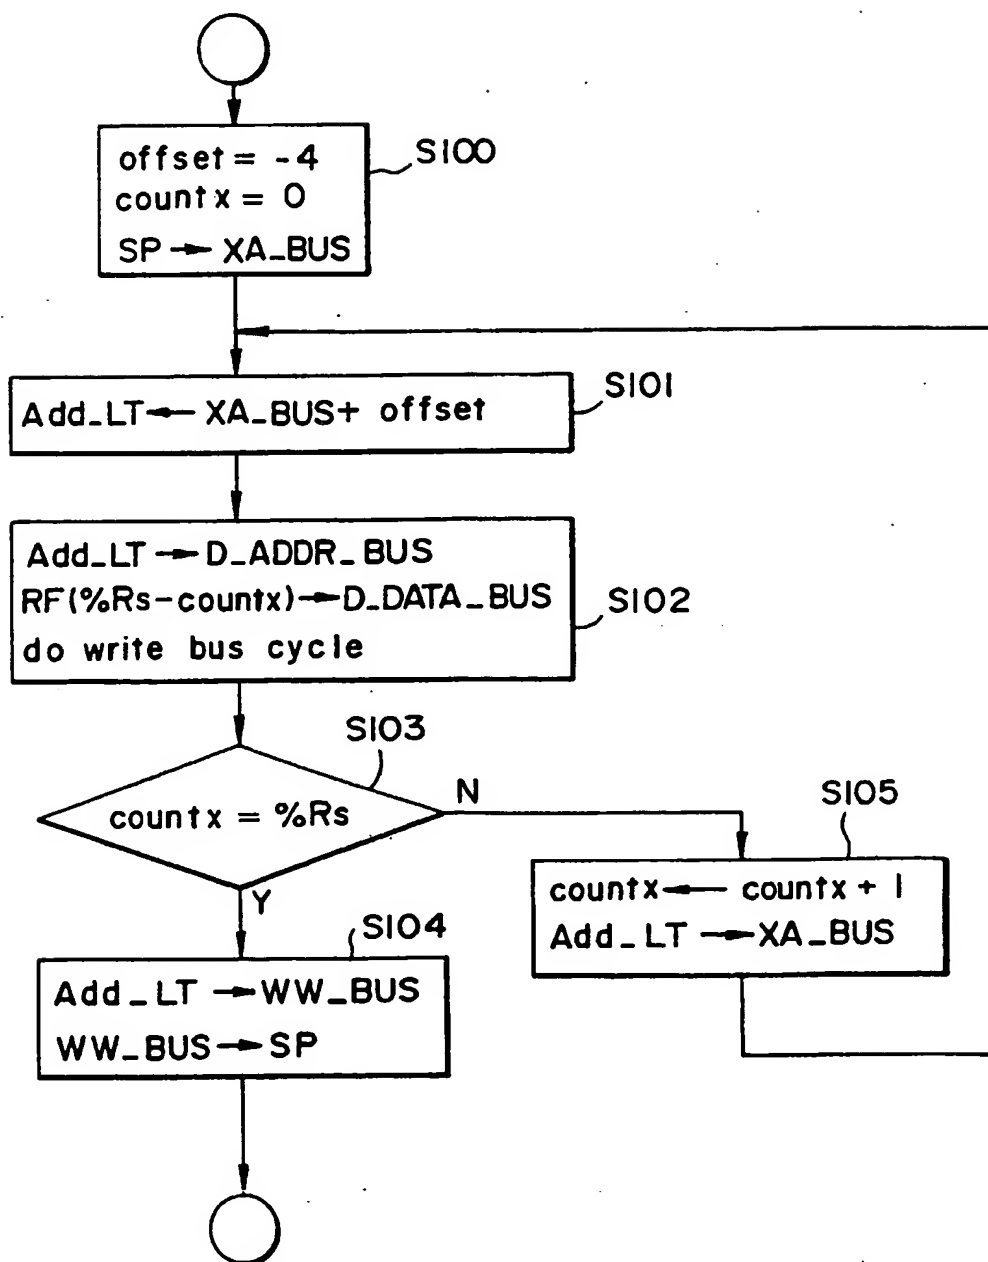 offset = -4
countx = 0
SP → XA_BUS
S100
Add_LT ← XA_BUS + offset
S101
Add_LT → D_ADDR_BUS
RF(%Rs-countx) → D_DATA_BUS
do write bus cycle
S102
S103
countx = %Rs
N
Y
S105
countx ← countx + 1
Add_LT → XA_BUS
S104
Add_LT → WW_BUS
WW_BUS → SP